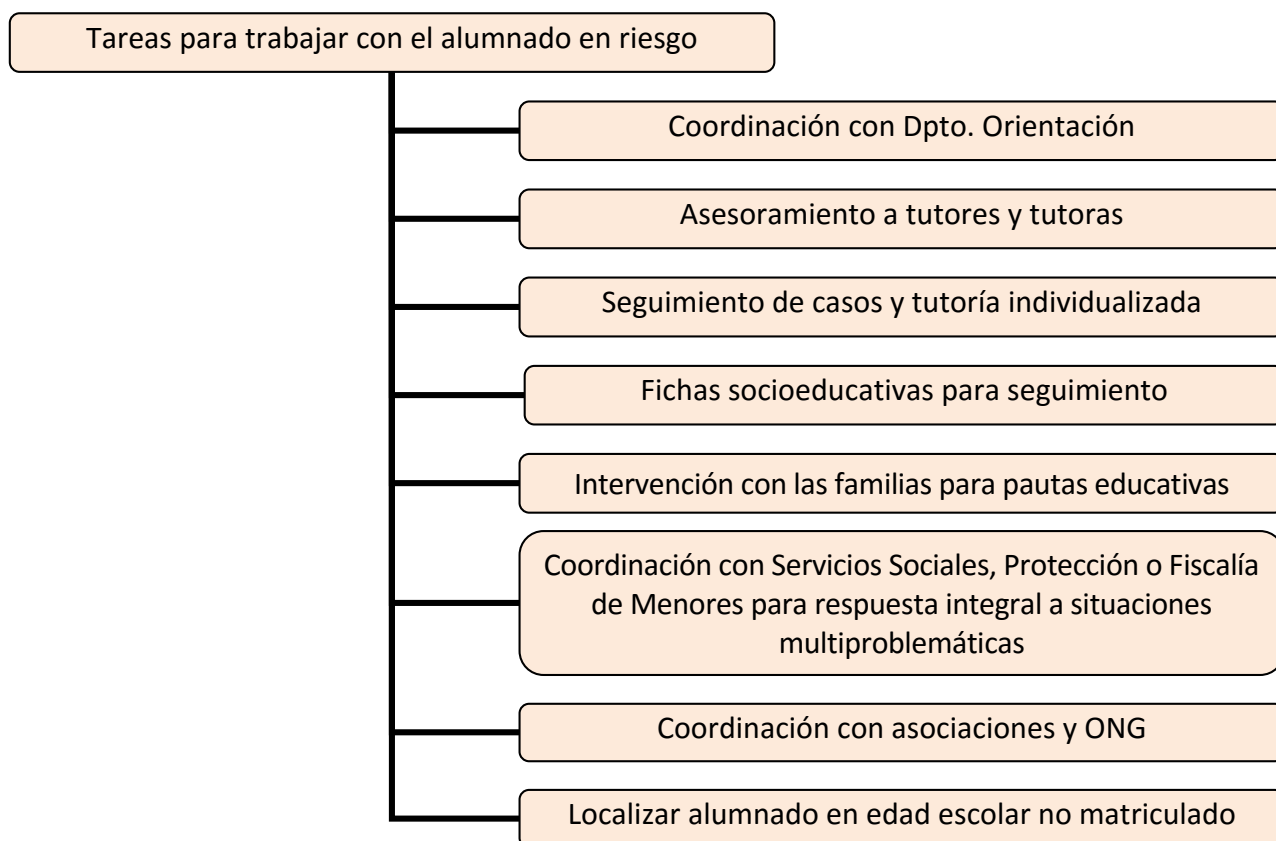 Tareas para trabajar con el alumnado en riesgo
Coordinación con Dpto. Orientación
Asesoramiento a tutores y tutoras
Seguimiento de casos y tutoría individualizada
Fichas socioeducativas para seguimiento
Intervención con las familias para pautas educativas
Coordinación con Servicios Sociales, Protección o Fiscalía
de Menores para respuesta integral a situaciones
multiproblemáticas
Coordinación con asociaciones y ONG
Localizar alumnado en edad escolar no matriculado